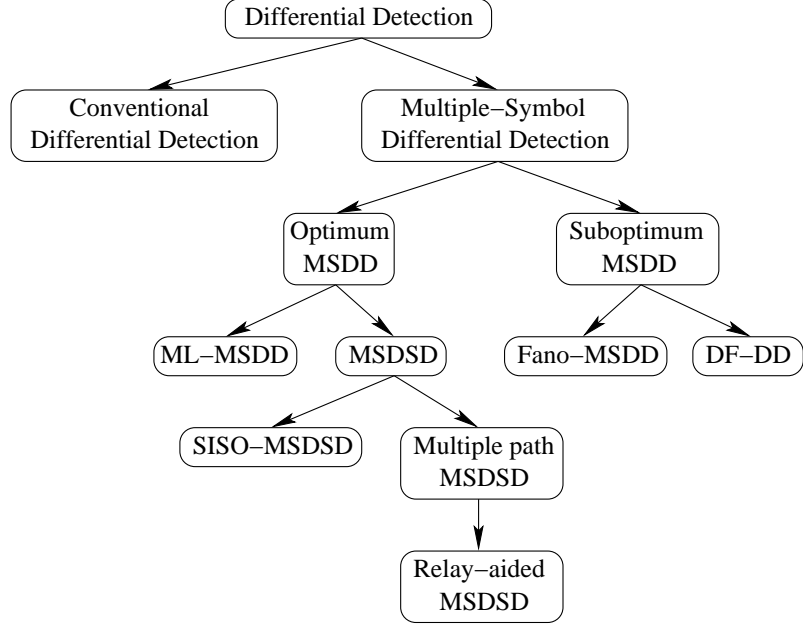 Differential Detection
Conventional
Differential Detection
Multiple−Symbol
Differential Detection
Optimum
MSDD
Suboptimum
MSDD
ML−MSDD
MSDSD
Fano−MSDD
DF−DD
SISO−MSDSD
Multiple path
MSDSD
Relay−aided
MSDSD